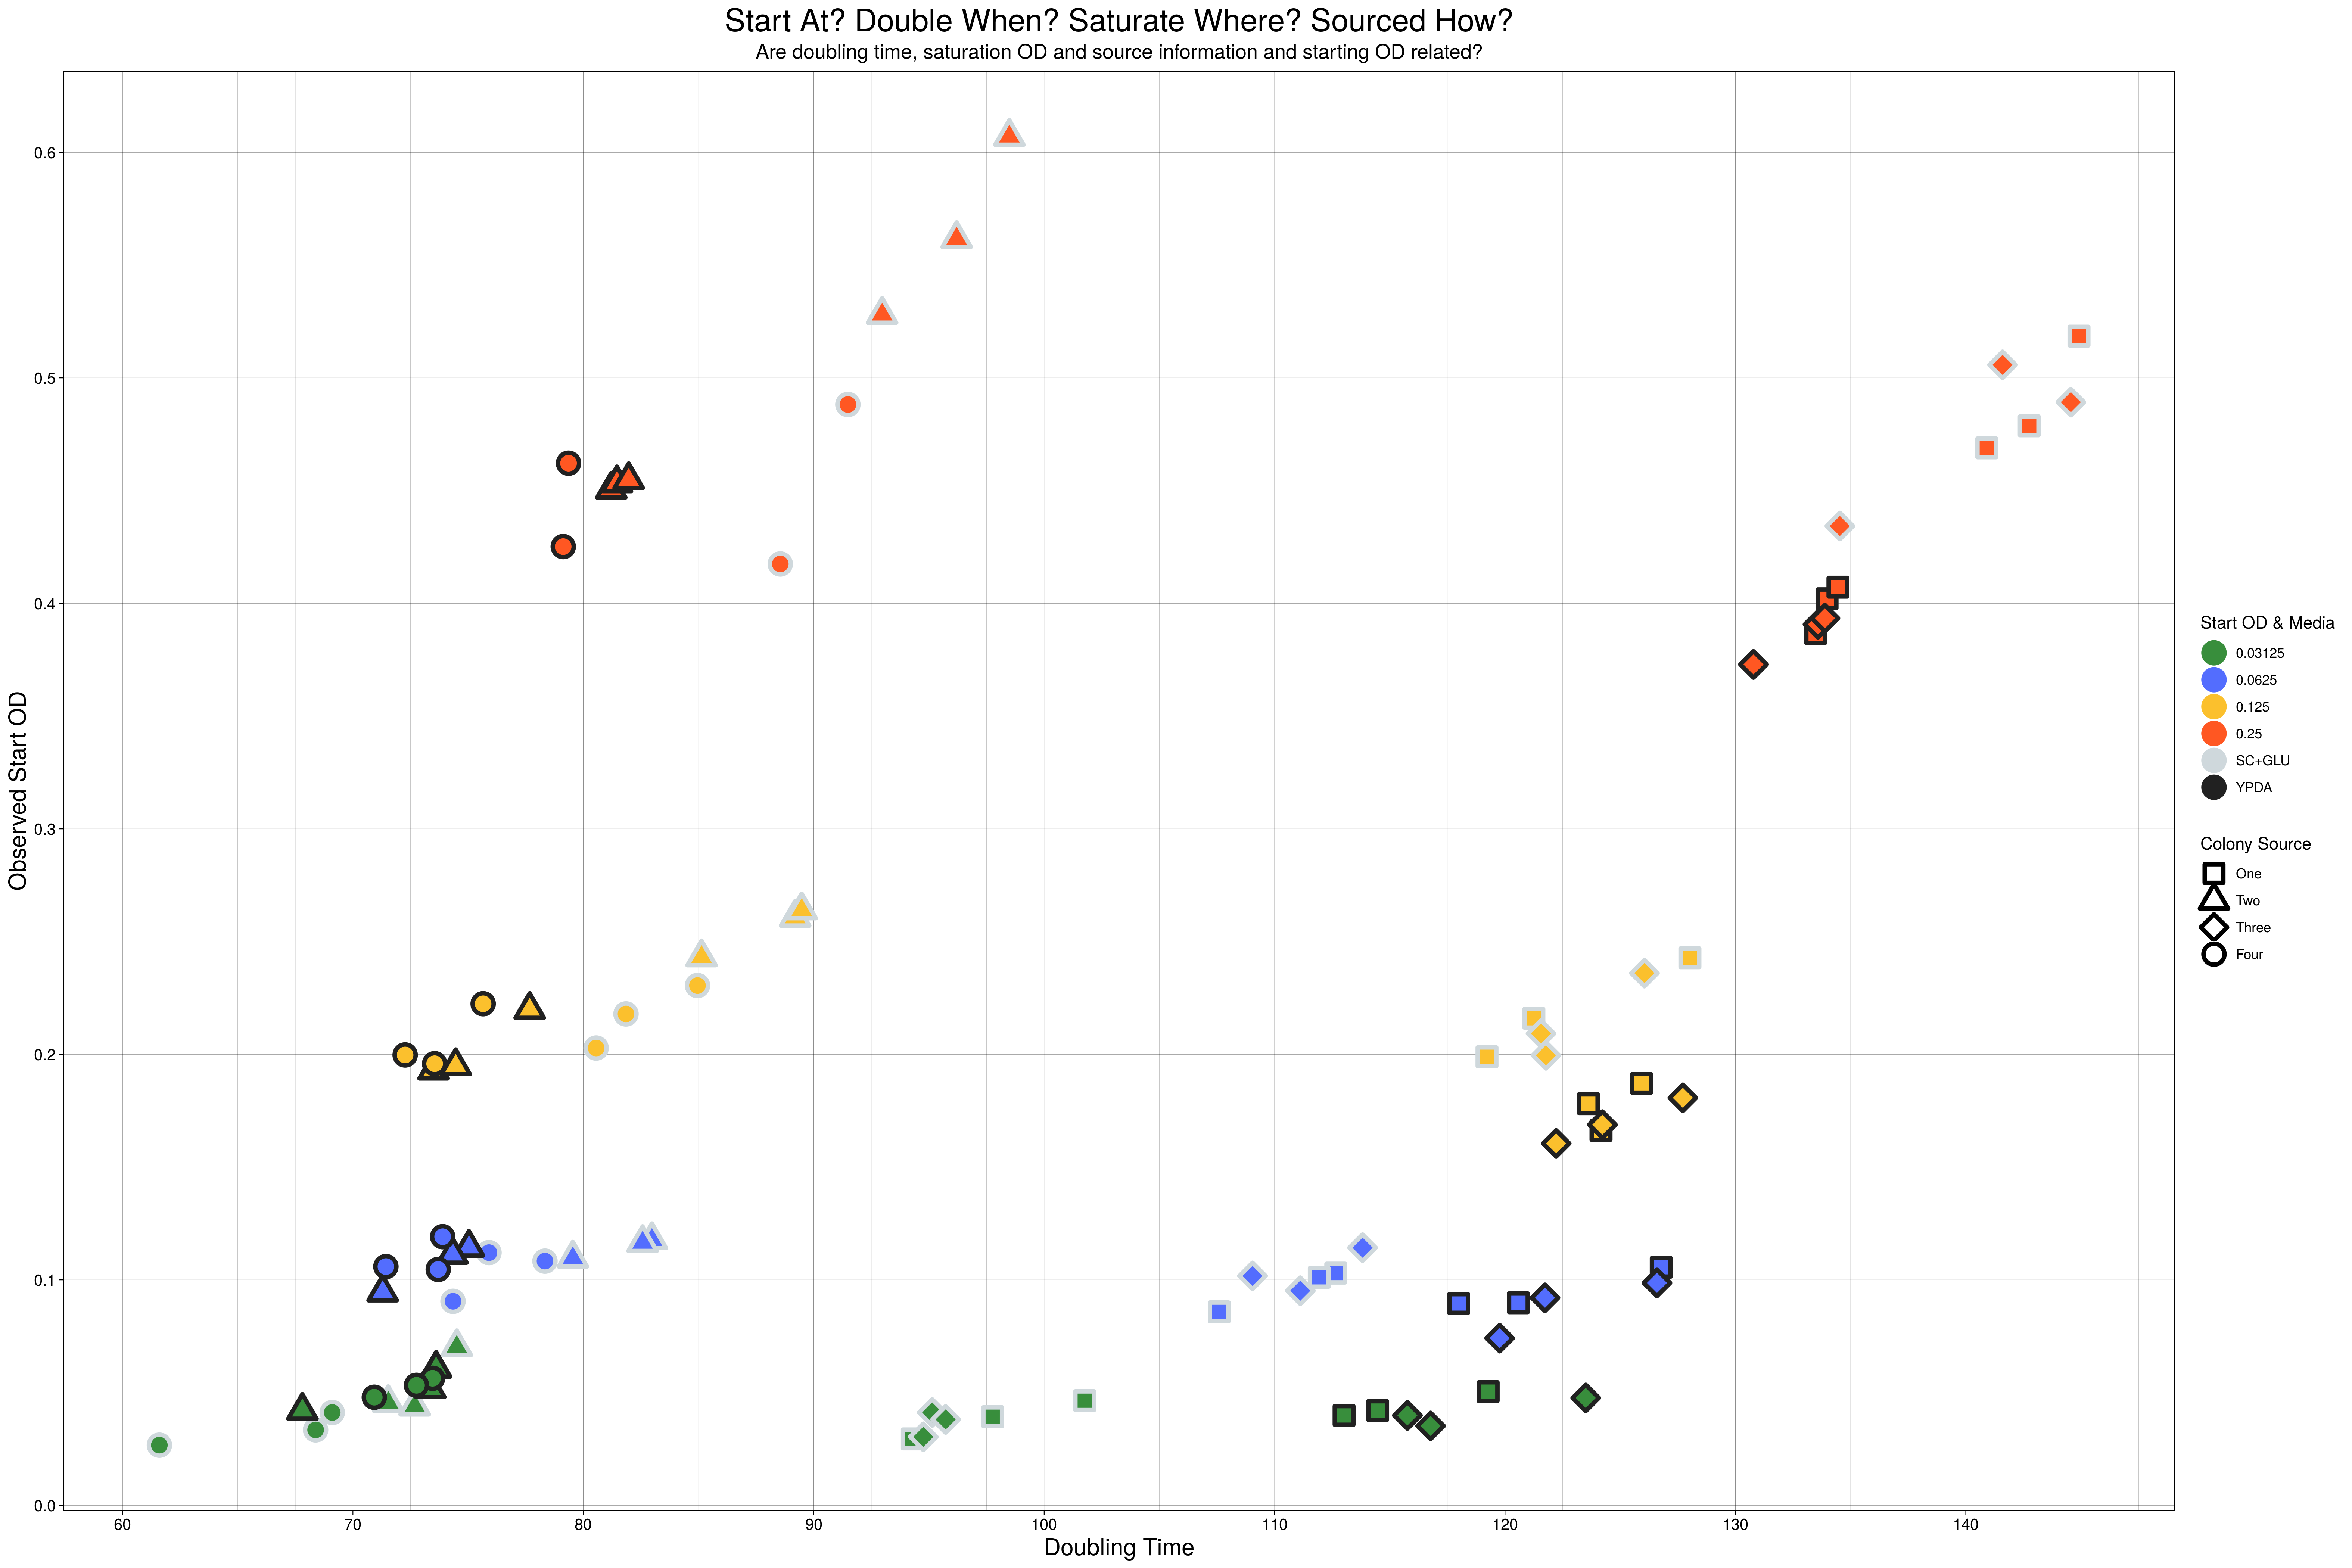 Start At? Double When? Saturate Where? Sourced How?
Are doubling time, saturation OD and source information and starting OD related?
Observed Start OD
0.6
0.5
0.4
0.3
0.2
0.1
0.0
60 70 80 90 100 110 120 130 140
Doubling Time
Start OD & Media
0.03125
0.0625
0.125
0.25
SC+GLU
YPDA
Colony Source
One
Two
Three
Four